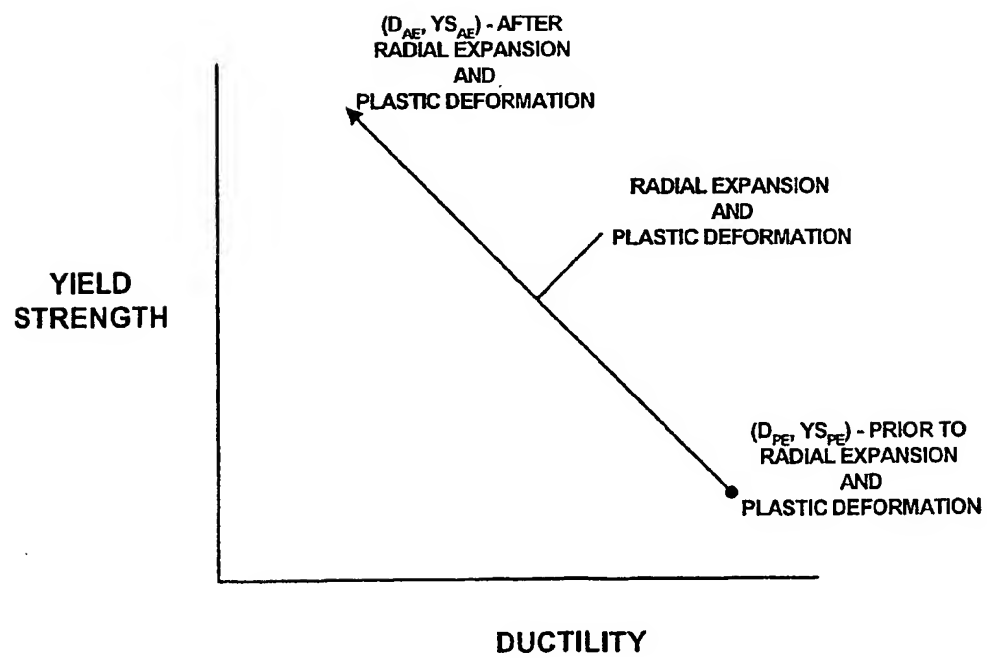 (D_AE, YS_AE) - AFTER
RADIAL EXPANSION
AND
PLASTIC DEFORMATION
RADIAL EXPANSION
AND
PLASTIC DEFORMATION
YIELD
STRENGTH
(D_PE, YS_PE) - PRIOR TO
RADIAL EXPANSION
AND
PLASTIC DEFORMATION
DUCTILITY